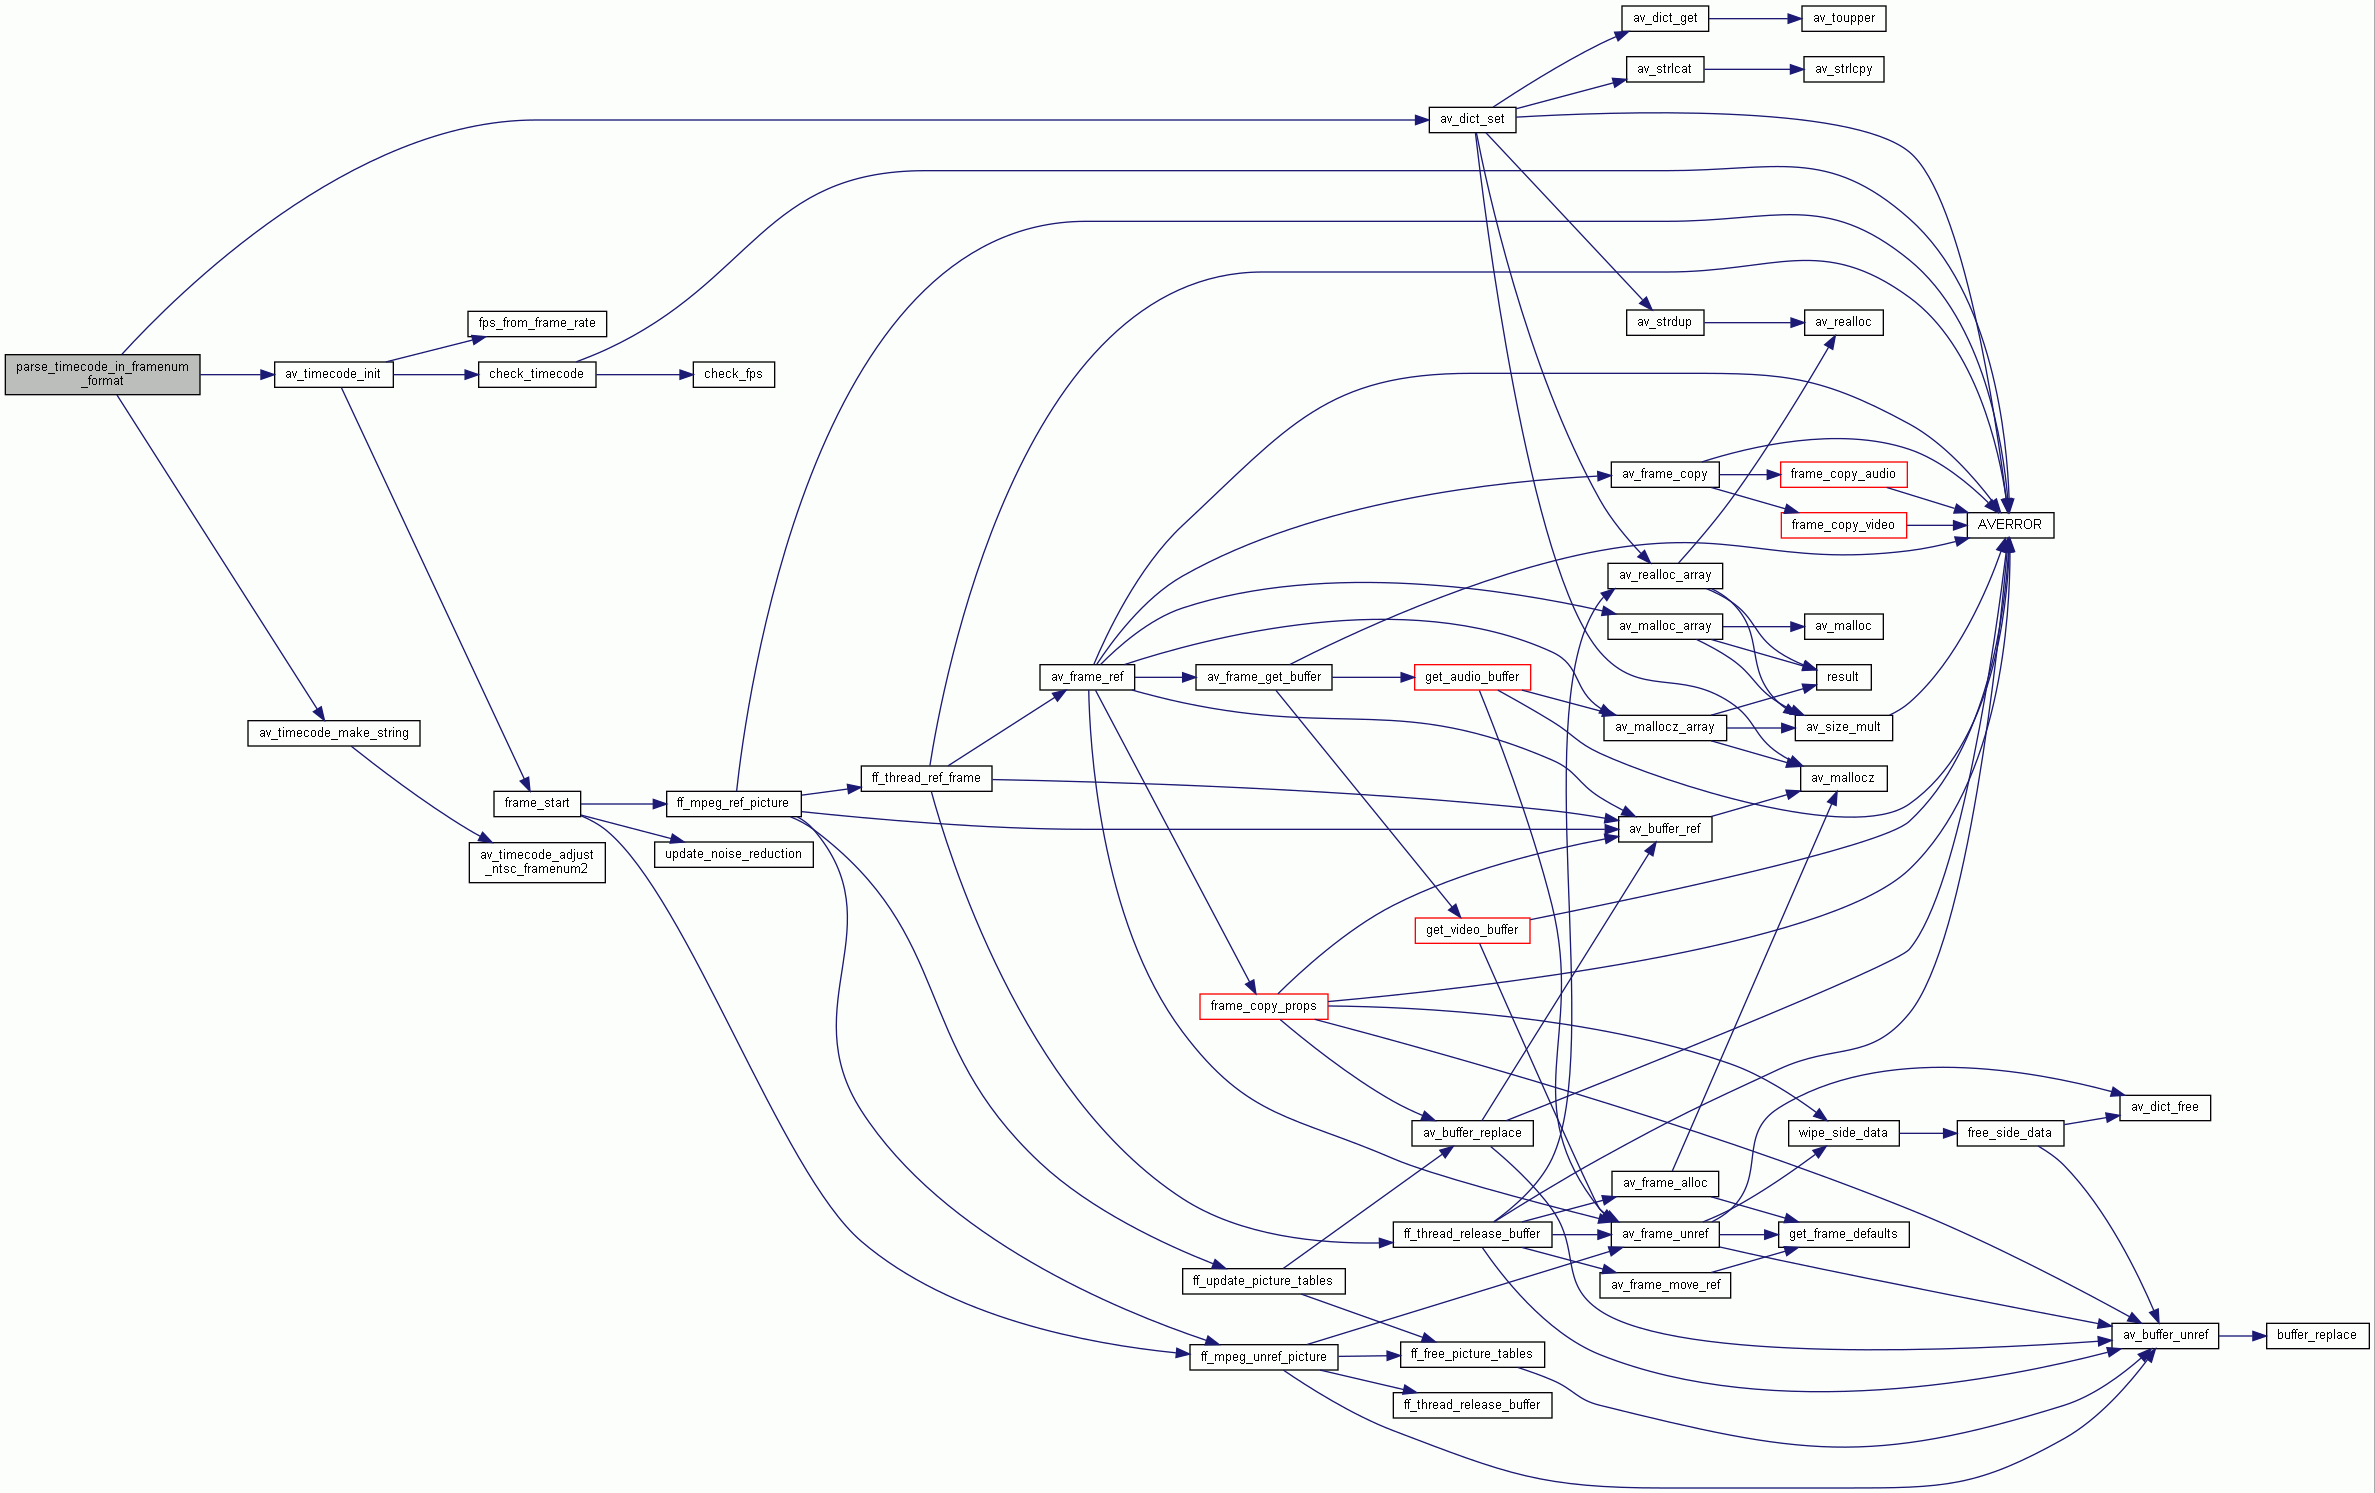 av_dict_get
av_toupper
av_strlcat
av_strlcpy
av_dict_set
fps_from_frame_rate
av_strdup
av_realloc
parse_timecode_in_framenum
_format
av_timecode_init
check_timecode
check_fps
av_frame_copy
frame_copy_audio
frame_copy_video
AVERROR
av_realloc_array
av_malloc_array
av_malloc
av_frame_ref
av_frame_get_buffer
get_audio_buffer
result
av_timecode_make_string
av_mallocz_array
av_size_mult
ff_thread_ref_frame
av_mallocz
frame_start
ff_mpeg_ref_picture
av_buffer_ref
update_noise_reduction
av_timecode_adjust
_ntsc_framenum2
get_video_buffer
frame_copy_props
av_dict_free
av_buffer_replace
wipe_side_data
free_side_data
av_frame_alloc
ff_thread_release_buffer
av_frame_unref
get_frame_defaults
ff_update_picture_tables
av_frame_move_ref
av_buffer_unref
buffer_replace
ff_mpeg_unref_picture
ff_free_picture_tables
ff_thread_release_buffer